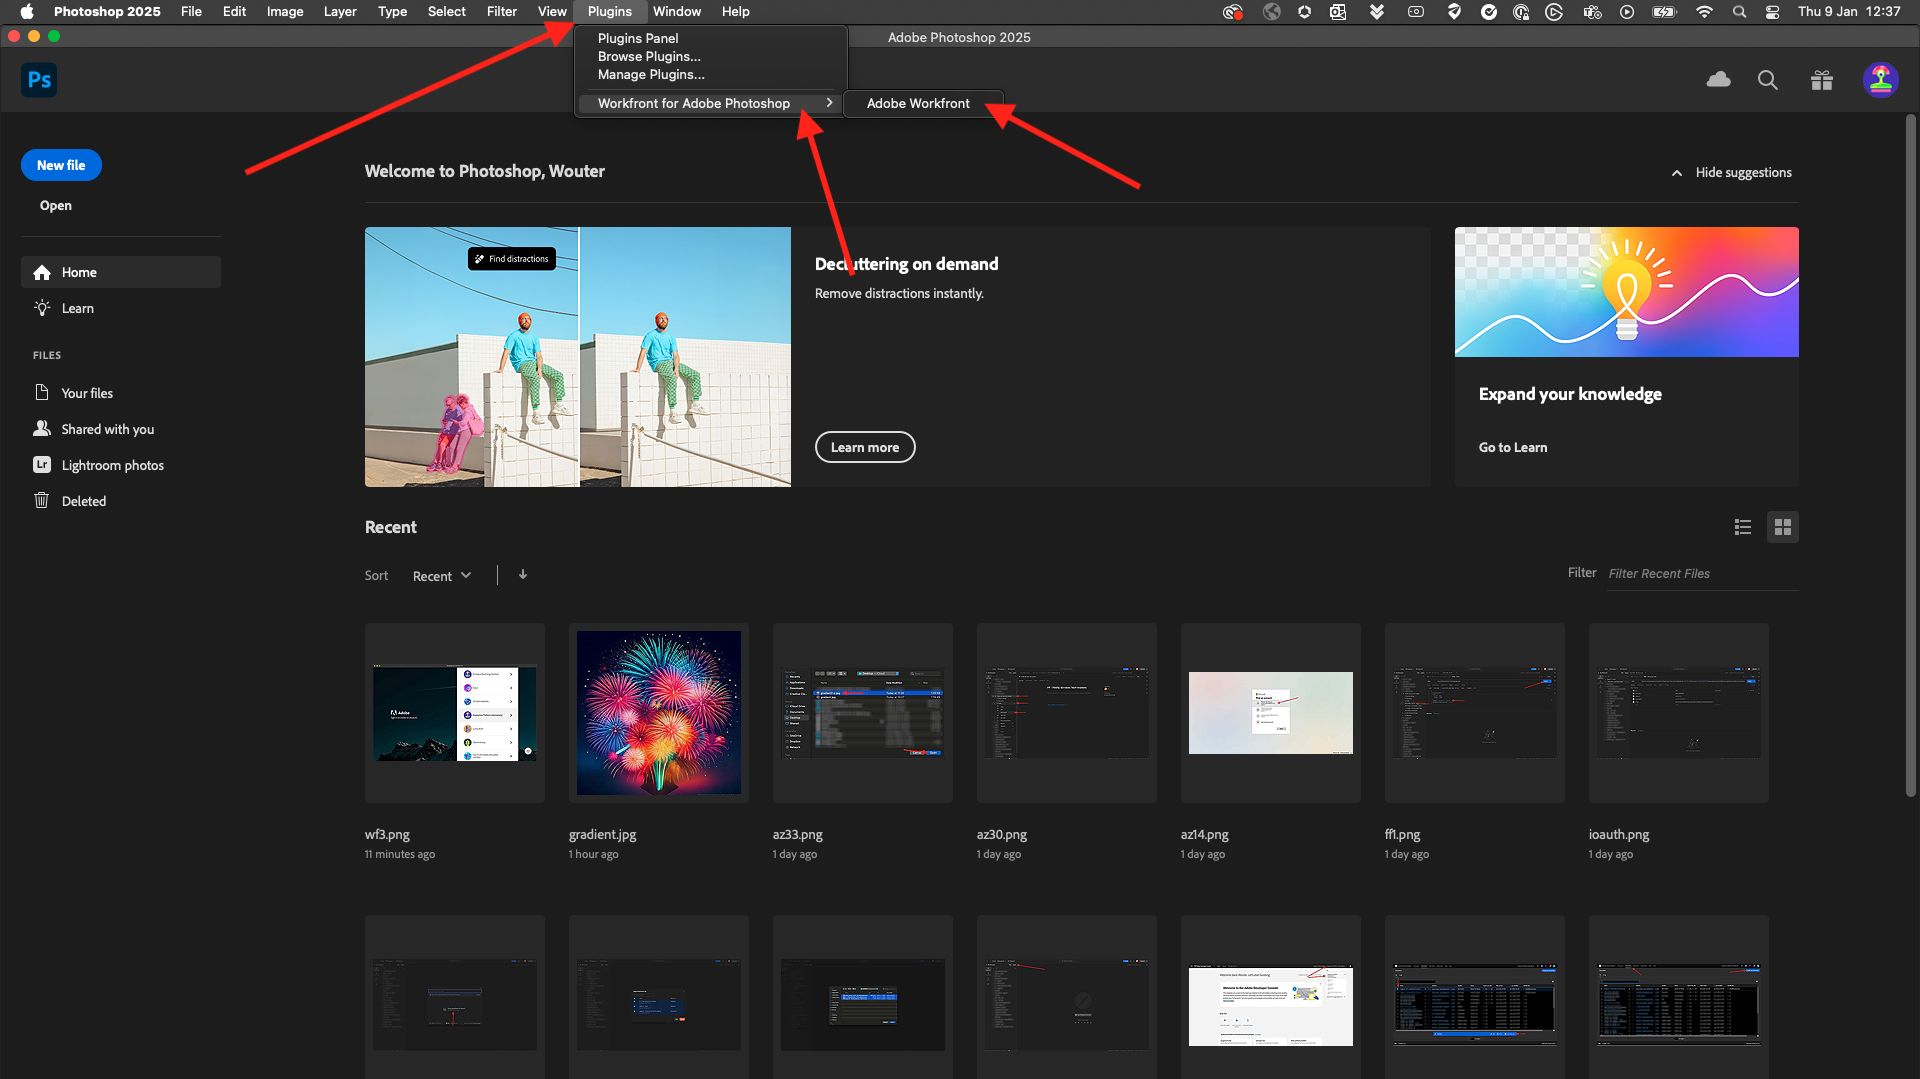 Photoshop 2025 File Edit Image Layer Type Select Filter View Plugins Window Help Thu 9 Jan 12:37
Adobe Photoshop 2025
Plugins Panel
Browse Plugins...
Manage Plugins...
Workfront for Adobe Photoshop
Adobe Workfront
Ps
New file
Open
Home
Learn
FILES
Your files
Shared with you
Lr Lightroom photos
Deleted
Welcome to Photoshop, Wouter
Hide suggestions
Find distractions
Decluttering on demand
Remove distractions instantly.
Learn more
Expand your knowledge
Go to Learn
Recent
Sort Recent
Filter Filter Recent Files
wf3.png
11 minutes ago
gradient.jpg
1 hour ago
az33.png
1 day ago
az30.png
1 day ago
az14.png
1 day ago
ff1.png
1 day ago
ioauth.png
1 day ago